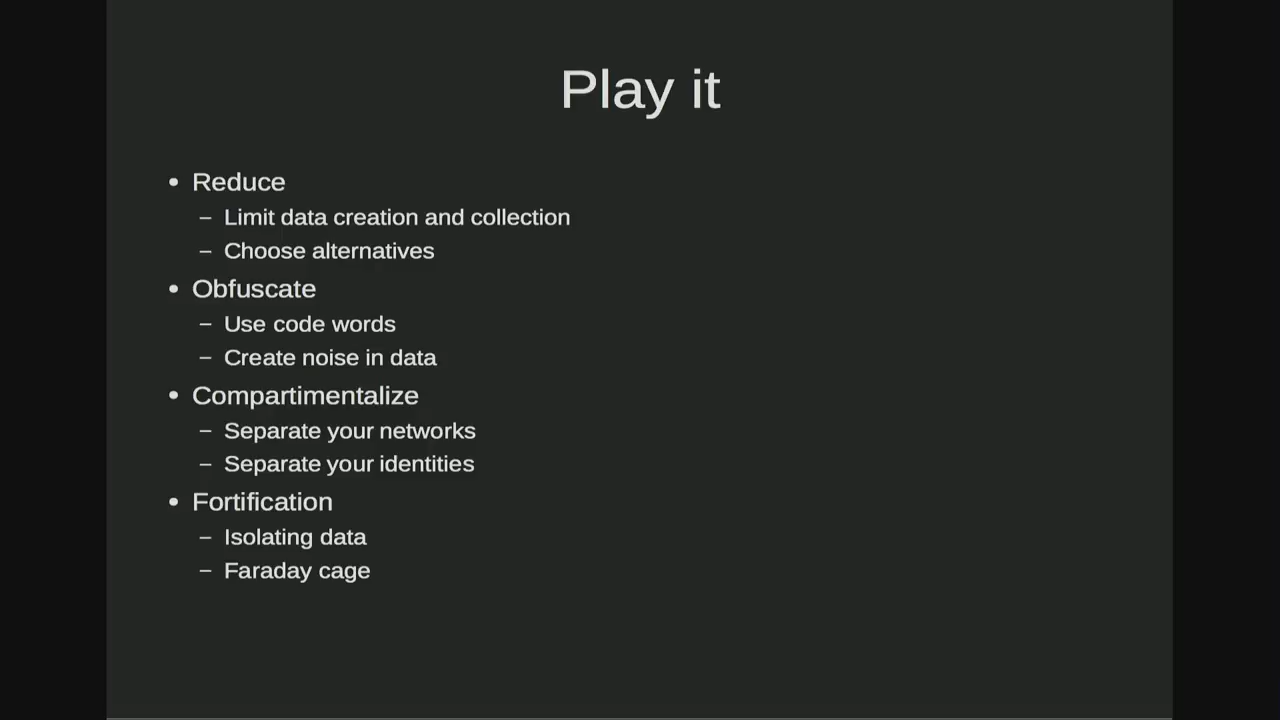 Play it
• Reduce
– Limit data creation and collection
– Choose alternatives
• Obfuscate
– Use code words
– Create noise in data
• Compartimentalize
– Separate your networks
– Separate your identities
• Fortification
– Isolating data
– Faraday cage